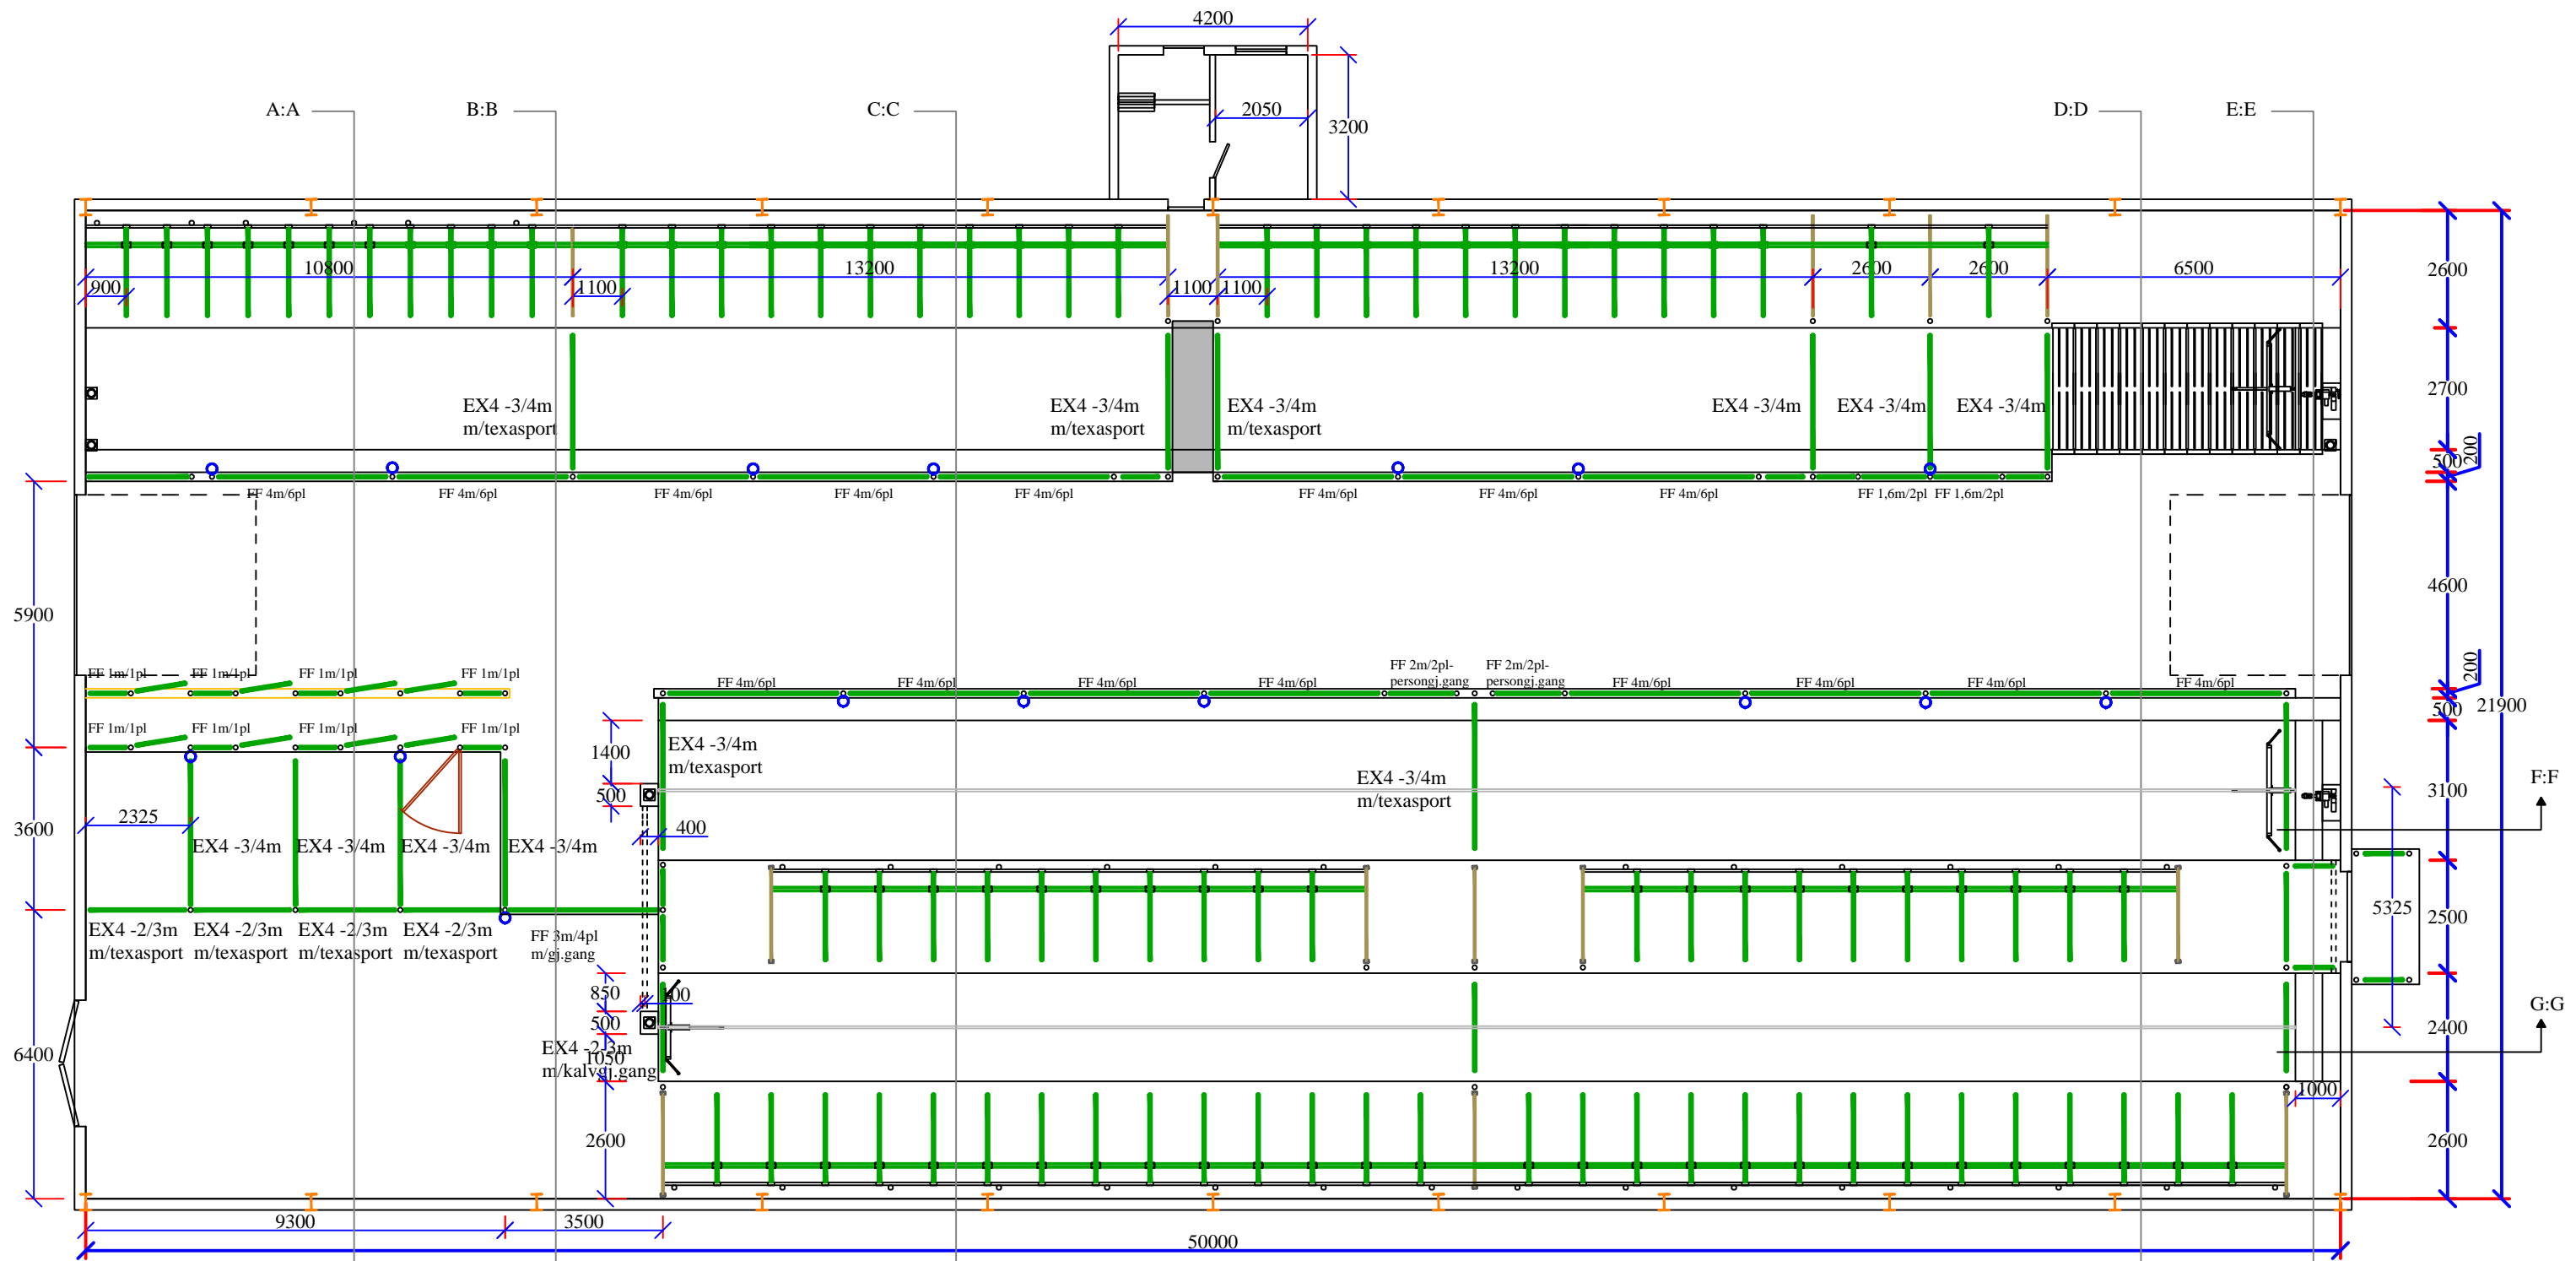 4200
A:A
B:B
C:C
2050
3200
D:D
E:E
10800
13200
13200
2600
2600
6500
2600
900
1100
1100
1100
2700
EX4 -3/4m
m/texasport
EX4 -3/4m
m/texasport
EX4 -3/4m
m/texasport
EX4 -3/4m
EX4 -3/4m
EX4 -3/4m
500
200
FF 4m/6pl
FF 4m/6pl
FF 4m/6pl
FF 4m/6pl
FF 4m/6pl
FF 4m/6pl
FF 4m/6pl
FF 4m/6pl
FF 1,6m/2pl
FF 1,6m/2pl
5900
4600
FF 1m/1pl
FF 1m/1pl
FF 1m/1pl
FF 1m/1pl
FF 4m/6pl
FF 4m/6pl
FF 4m/6pl
FF 4m/6pl
FF 2m/2pl-
persongj.gang
FF 2m/2pl-
persongj.gang
FF 4m/6pl
FF 4m/6pl
FF 4m/6pl
FF 4m/6pl
200
500
21900
FF 1m/1pl
FF 1m/1pl
FF 1m/1pl
FF 1m/1pl
1400
EX4 -3/4m
m/texasport
EX4 -3/4m
m/texasport
F:F
500
3100
2325
400
3600
EX4 -3/4m
EX4 -3/4m
EX4 -3/4m
EX4 -3/4m
5325
2500
EX4 -2/3m
m/texasport
EX4 -2/3m
m/texasport
EX4 -2/3m
m/texasport
EX4 -2/3m
m/texasport
FF 3m/4pl
m/gj.gang
850
400
G:G
500
2400
6400
EX4 -2-3m
m/kalvgj.gang
1050
1000
2600
2600
9300
3500
50000